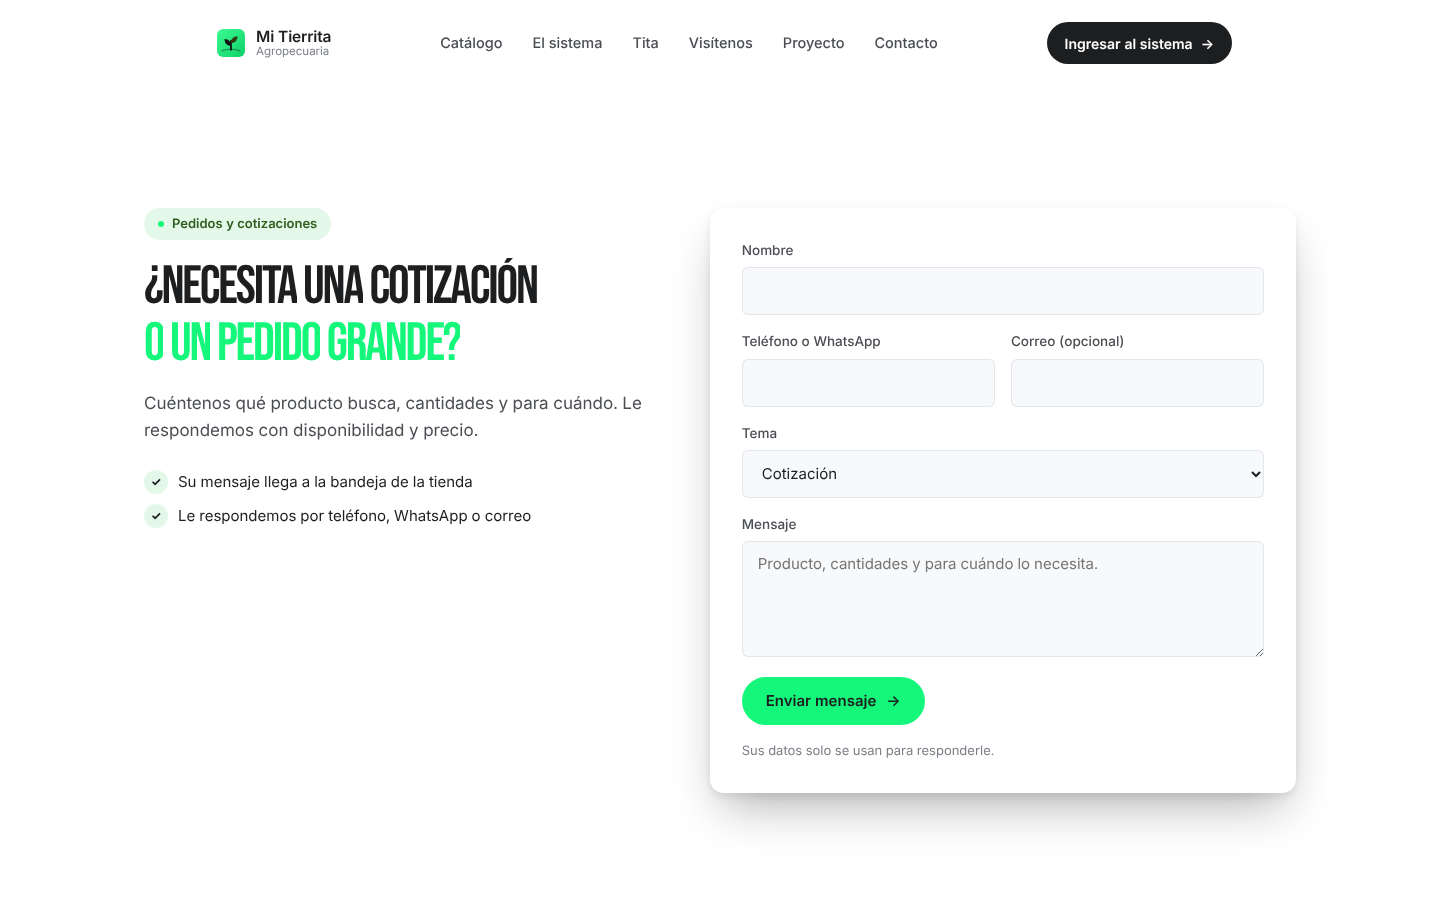 Mi Tierrita
Agropecuaria
Catálogo
El sistema
Tita
Visítenos
Proyecto
Contacto
Ingresar al sistema →
Pedidos y cotizaciones
¿NECESITA UNA COTIZACIÓN
O UN PEDIDO GRANDE?
Cuéntenos qué producto busca, cantidades y para cuándo. Le
respondemos con disponibilidad y precio.
Su mensaje llega a la bandeja de la tienda
Le respondemos por teléfono, WhatsApp o correo
Nombre
Teléfono o WhatsApp
Correo (opcional)
Tema
Cotización
Mensaje
Producto, cantidades y para cuándo lo necesita.
Enviar mensaje →
Sus datos solo se usan para responderle.